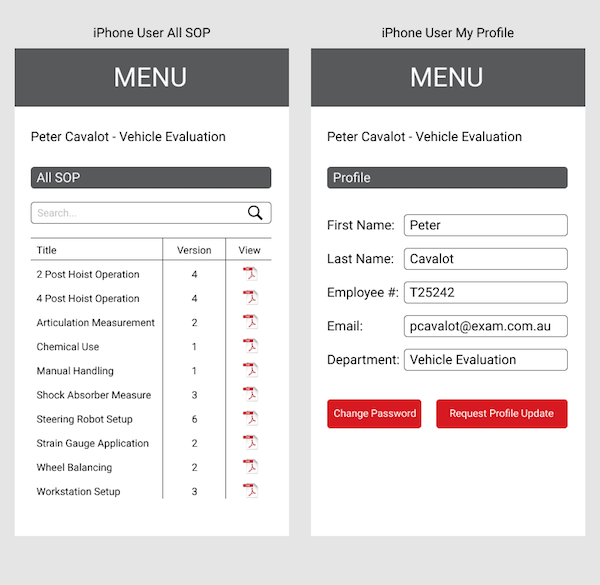 iPhone User All SOP
MENU
Peter Cavalot - Vehicle Evaluation
All SOP
Search...
Title Version View
2 Post Hoist Operation 4
4 Post Hoist Operation 4
Articulation Measurement 2
Chemical Use 1
Manual Handling 1
Shock Absorber Measure 3
Steering Robot Setup 6
Strain Gauge Application 2
Wheel Balancing 2
Workstation Setup 3
iPhone User My Profile
MENU
Peter Cavalot - Vehicle Evaluation
Profile
First Name: Peter
Last Name: Cavalot
Employee #: T25242
Email: pcavalot@exam.com.au
Department: Vehicle Evaluation
Change Password Request Profile Update